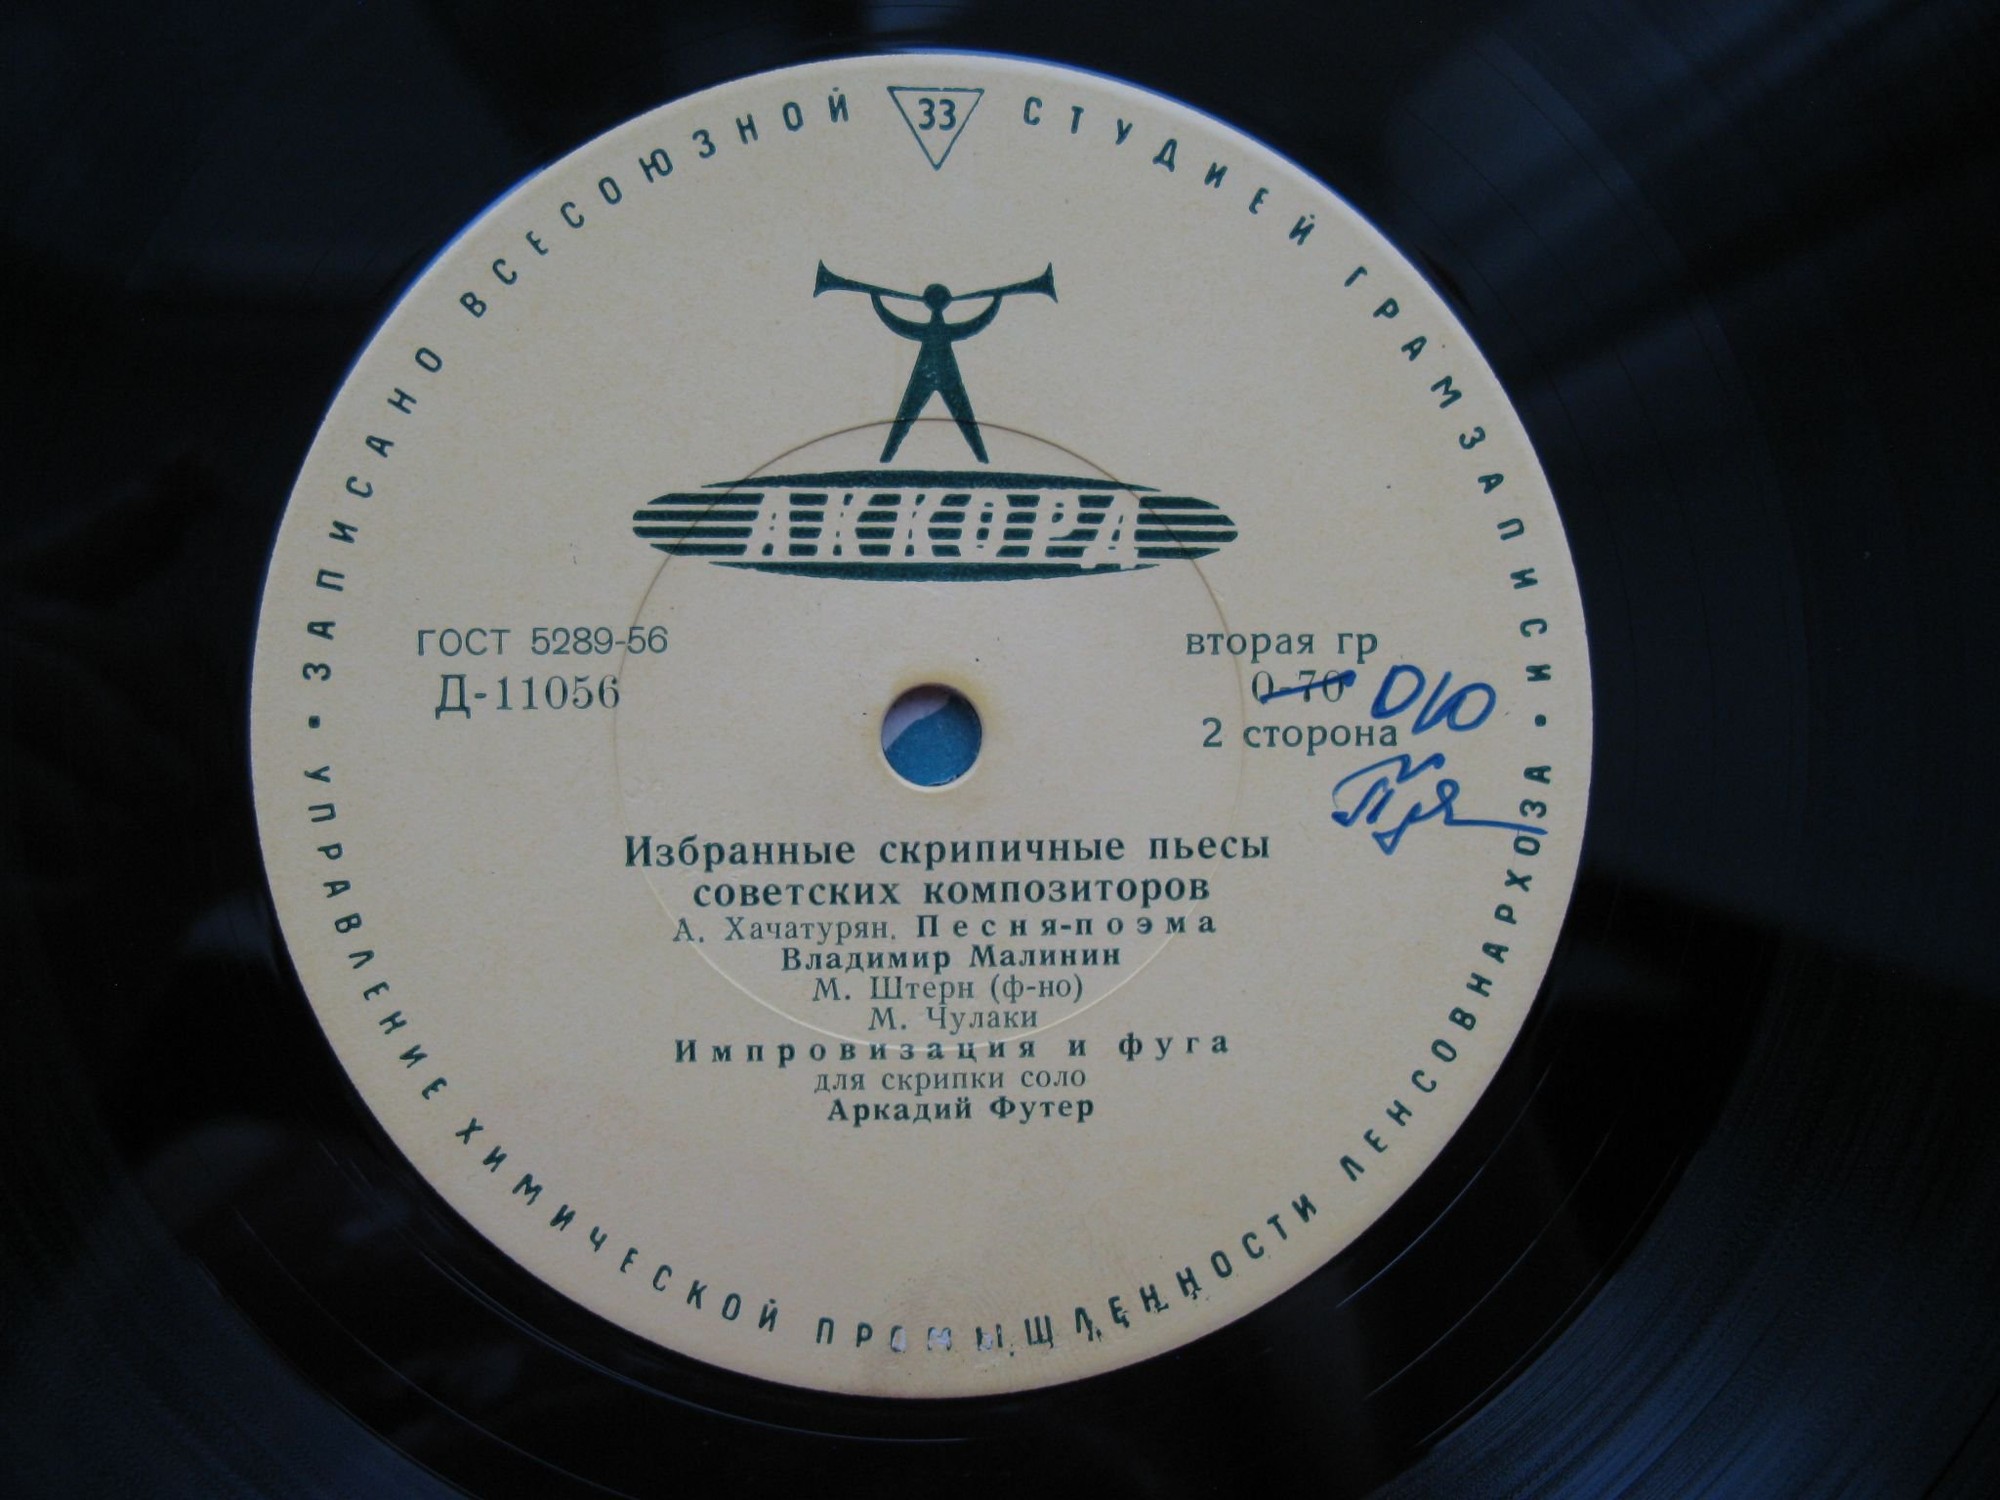 ЗАПИСАНО ВСЕСОЮЗНОЙ СТУДИЕЙ ГРАМЗАПИСИ
33
АККОРД
ГОСТ 5289-56
Д-11056
вторая гр
0-70
2 сторона
Избранные скрипичные пьесы
советских композиторов
А. Хачатурян. Песня-поэма
Владимир Малинин
М. Штерн (ф-но)
М. Чулаки
Импровизация и фуга
для скрипки соло
Аркадий Футер
УПРАВЛЕНИЕ ХИМИЧЕСКОЙ ПРОМЫШЛЕННОСТИ ЛЕНСОВНАРХОЗА